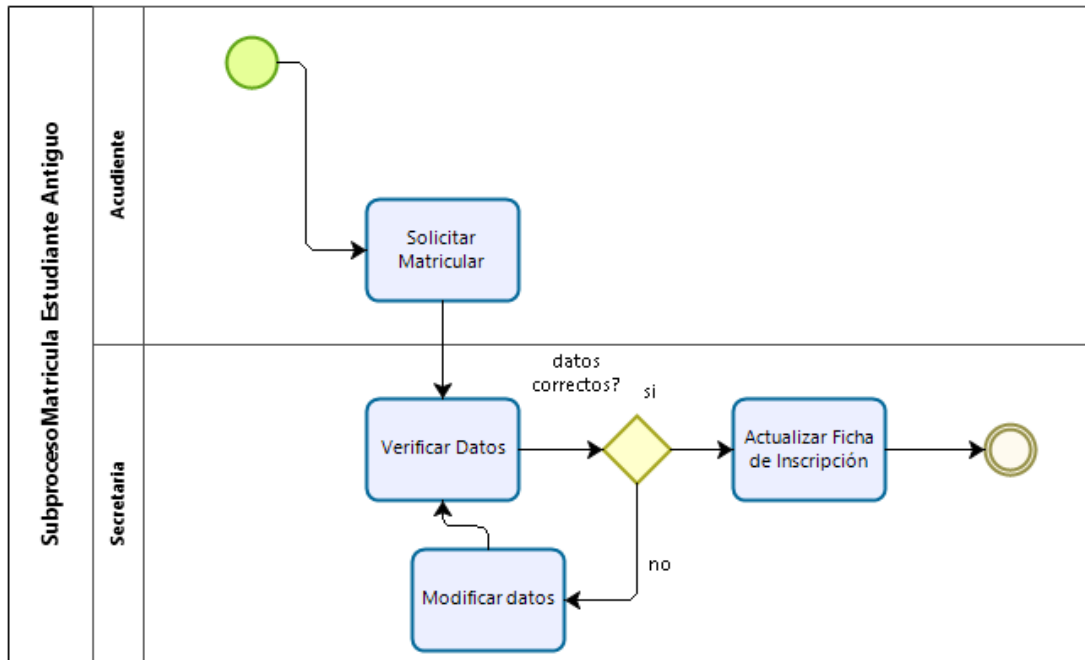 SubprocesoMatricula Estudiante Antiguo
Acudiente
Solicitar
Matricular
Secretaria
Verificar Datos
datos
correctos?
si
Actualizar Ficha
de Inscripción
no
Modificar datos